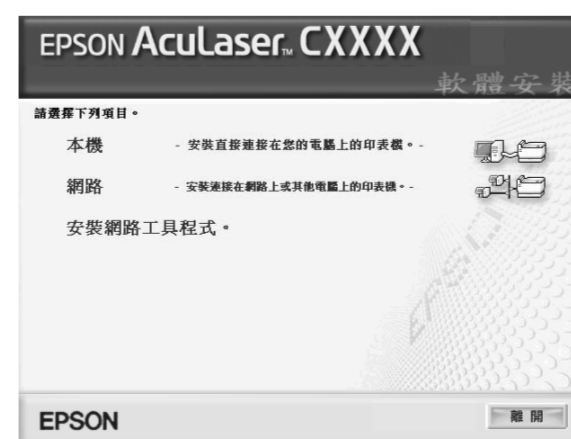 EPSON AcuLaser™ CXXXX
軟體安裝
請選擇下列項目。
本機 - 安裝直接連接在您的電腦上的印表機。-
網路 - 安裝連接在網路上或其他電腦上的印表機。-
安裝網路工具程式。
EPSON
EPSON
離開